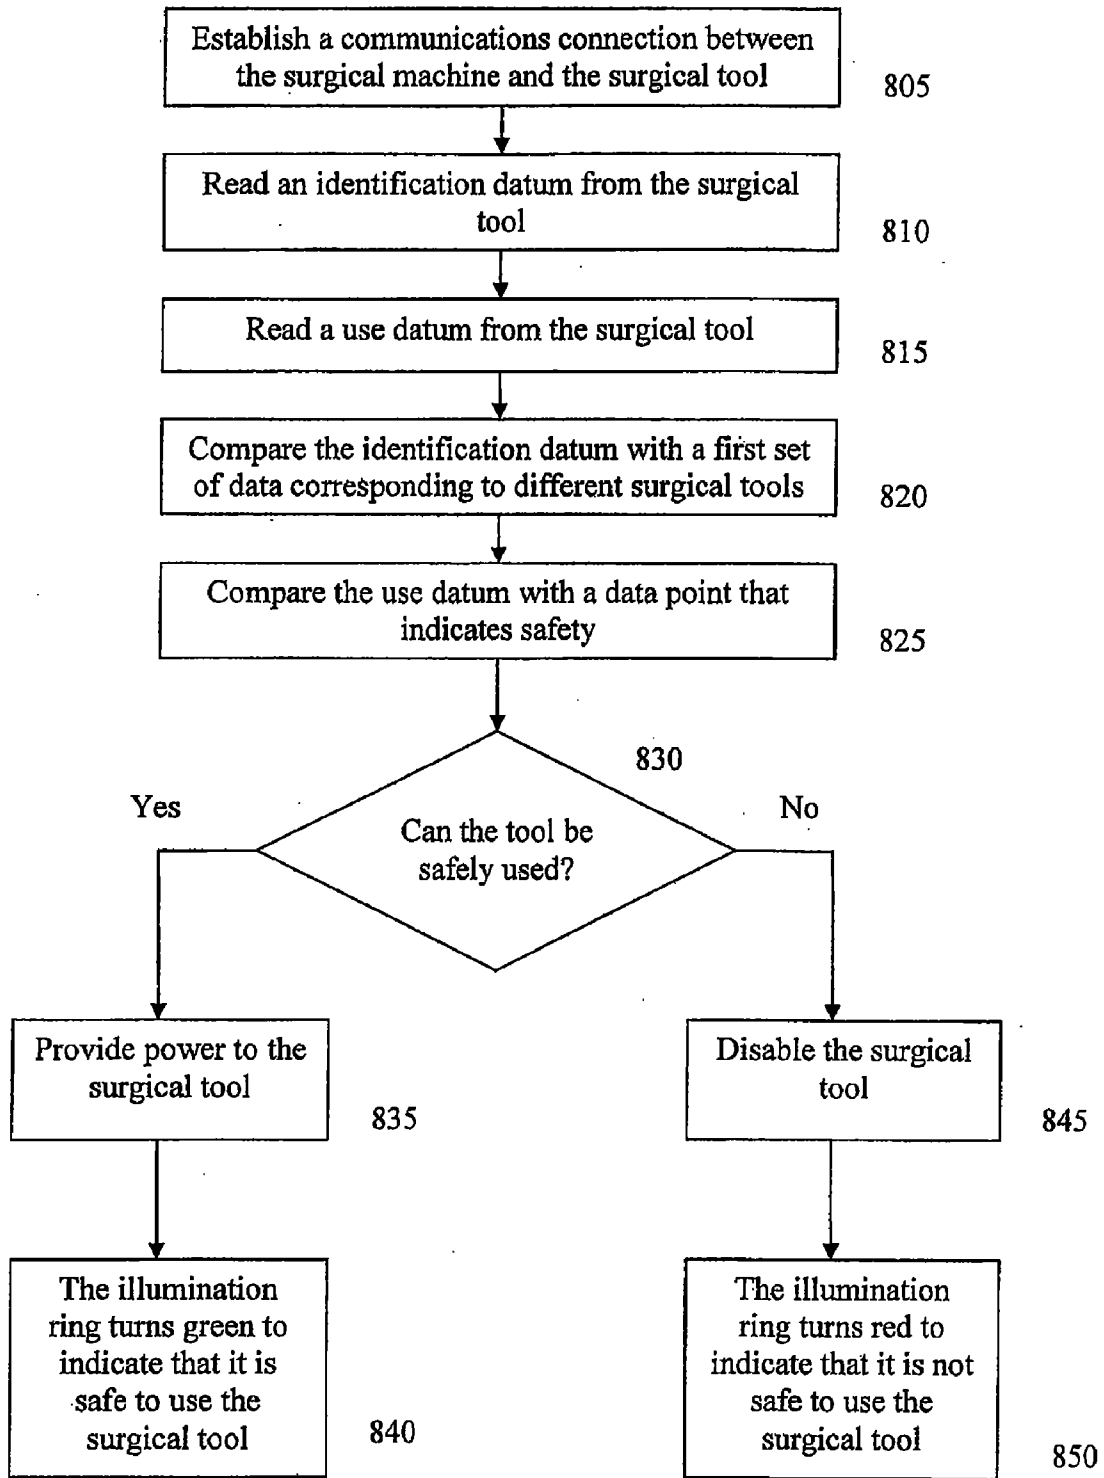 Establish a communications connection between
the surgical machine and the surgical tool
805
Read an identification datum from the surgical
tool
810
Read a use datum from the surgical tool
815
Compare the identification datum with a first set
of data corresponding to different surgical tools
820
Compare the use datum with a data point that
indicates safety
825
830
Yes
No
Can the tool be
safely used?
Provide power to the
surgical tool
835
Disable the surgical
tool
845
The illumination
ring turns green to
indicate that it is
safe to use the
surgical tool
840
The illumination
ring turns red to
indicate that it is not
safe to use the
surgical tool
850